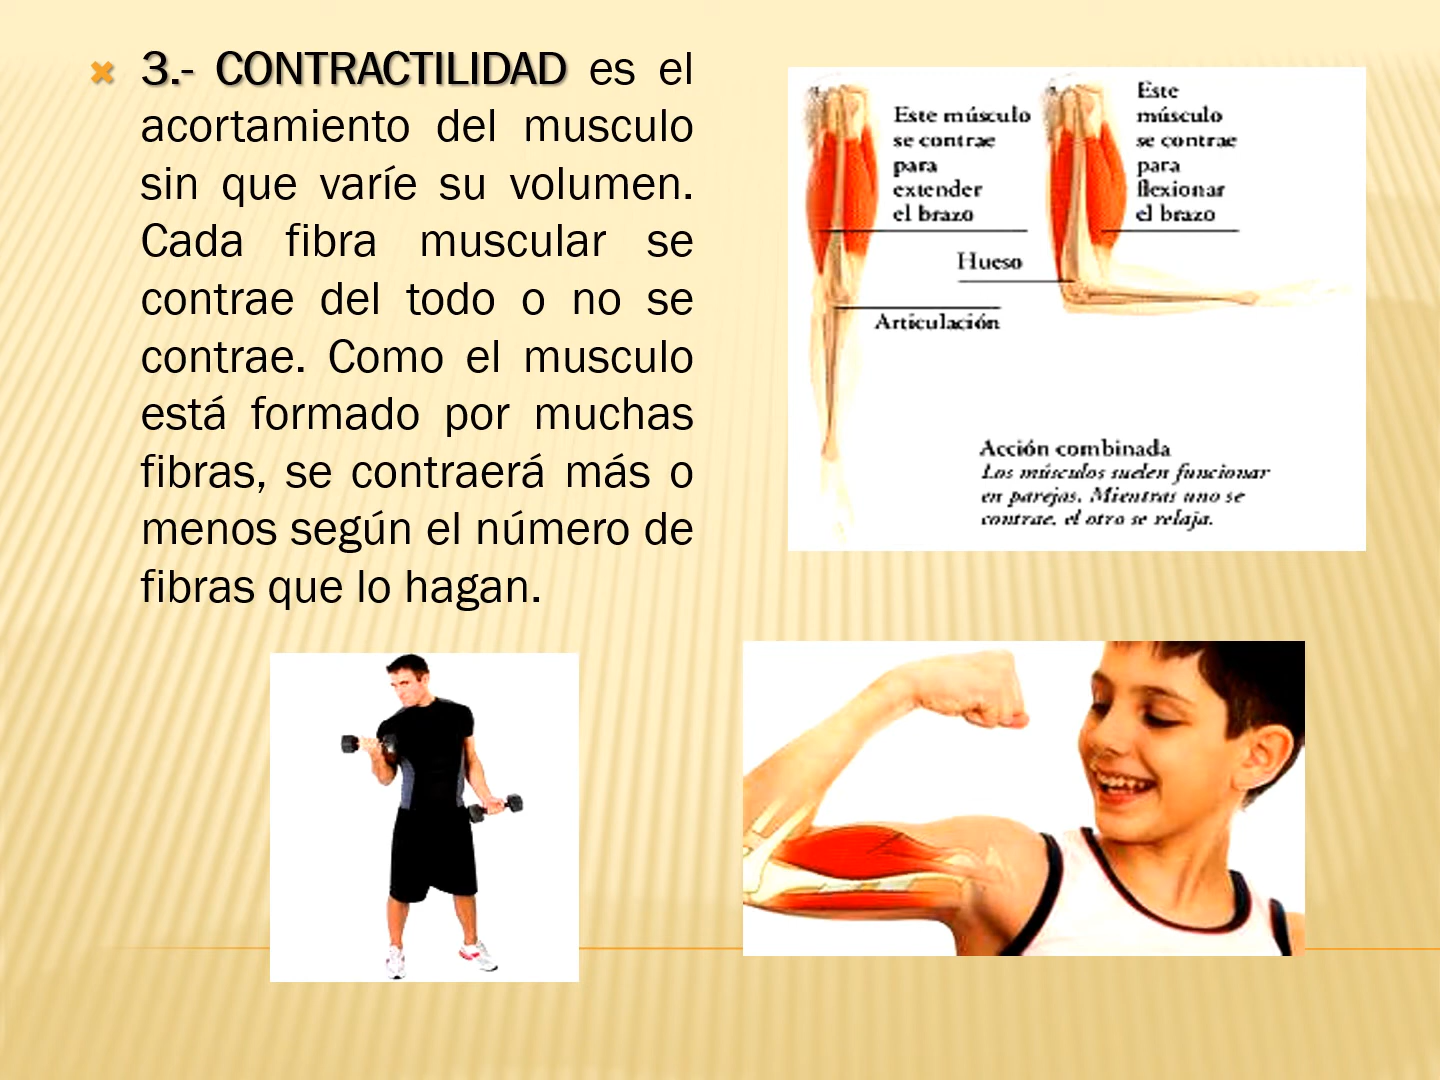 3.- CONTRACTILIDAD es el
acortamiento del musculo
sin que varíe su volumen.
Cada fibra muscular se
contrae del todo o no se
contrae. Como el musculo
está formado por muchas
fibras, se contraerá más o
menos según el número de
fibras que lo hagan.
Este músculo
se contrae
para
extender
el brazo
Este
músculo
se contrae
para
flexionar
el brazo
Hueso
Articulación
Acción combinada
Los músculos suelen funcionar
en parejas. Mientras uno se
contrae, el otro se relaja.